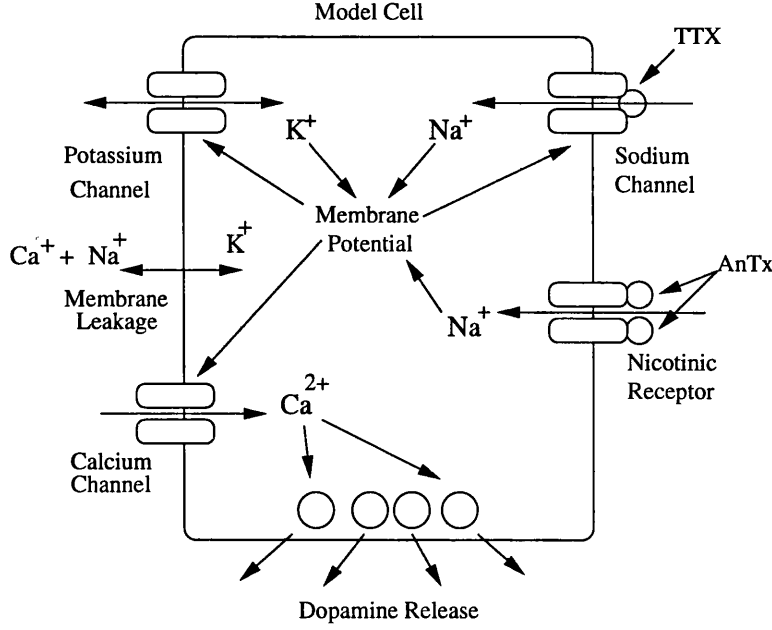 Model Cell
TTX
K+
Na+
Potassium
Channel
Sodium
Channel
Membrane
Potential
Ca+ + Na+
K+
Membrane
Leakage
AnTx
Na+
Nicotinic
Receptor
Ca2+
Calcium
Channel
Dopamine Release